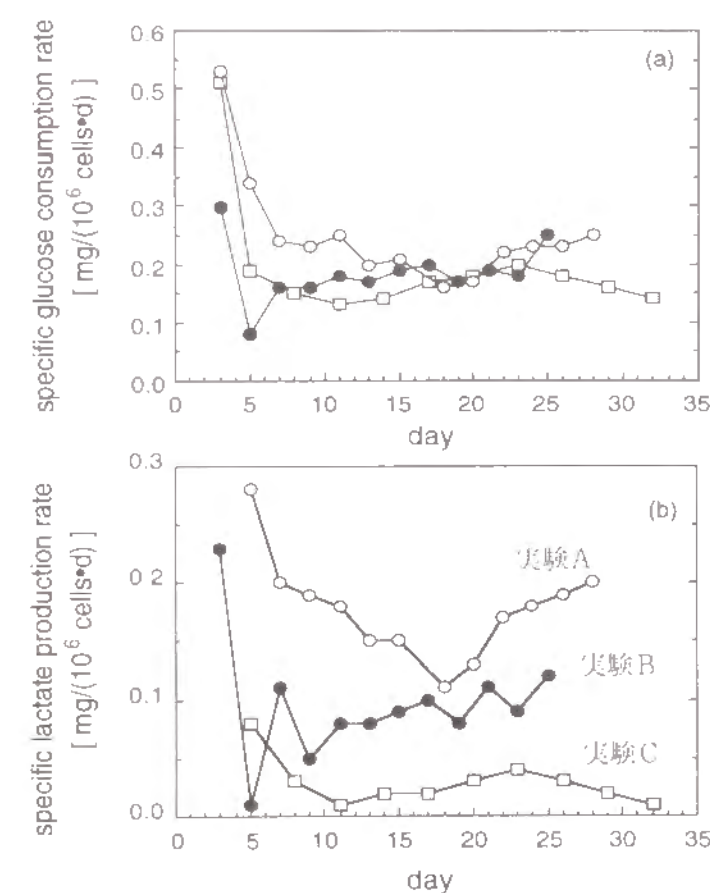 specific glucose consumption rate
[ mg/(10⁶ cells•d) ]
0.6
0.5
0.4
0.3
0.2
0.1
0.0
(a)
0 5 10 15 20 25 30 35
day
specific lactate production rate
[ mg/(10⁶ cells•d) ]
0.3
0 2
0.1
0.0
(b)
実験A
実験B
実験C
0 5 10 15 20 25 30 35
day